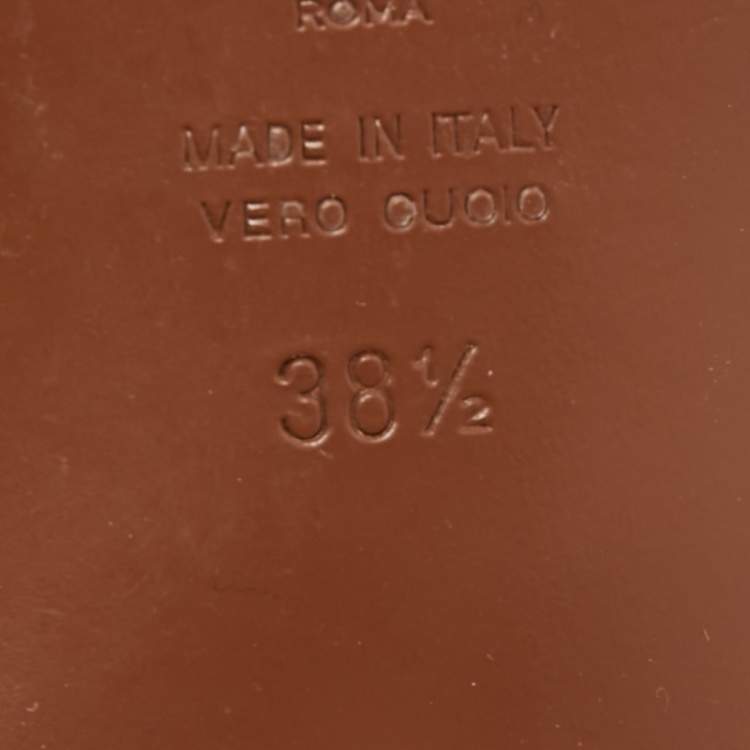 ROMA
MADE IN ITALY
VERO CUOIO
38½